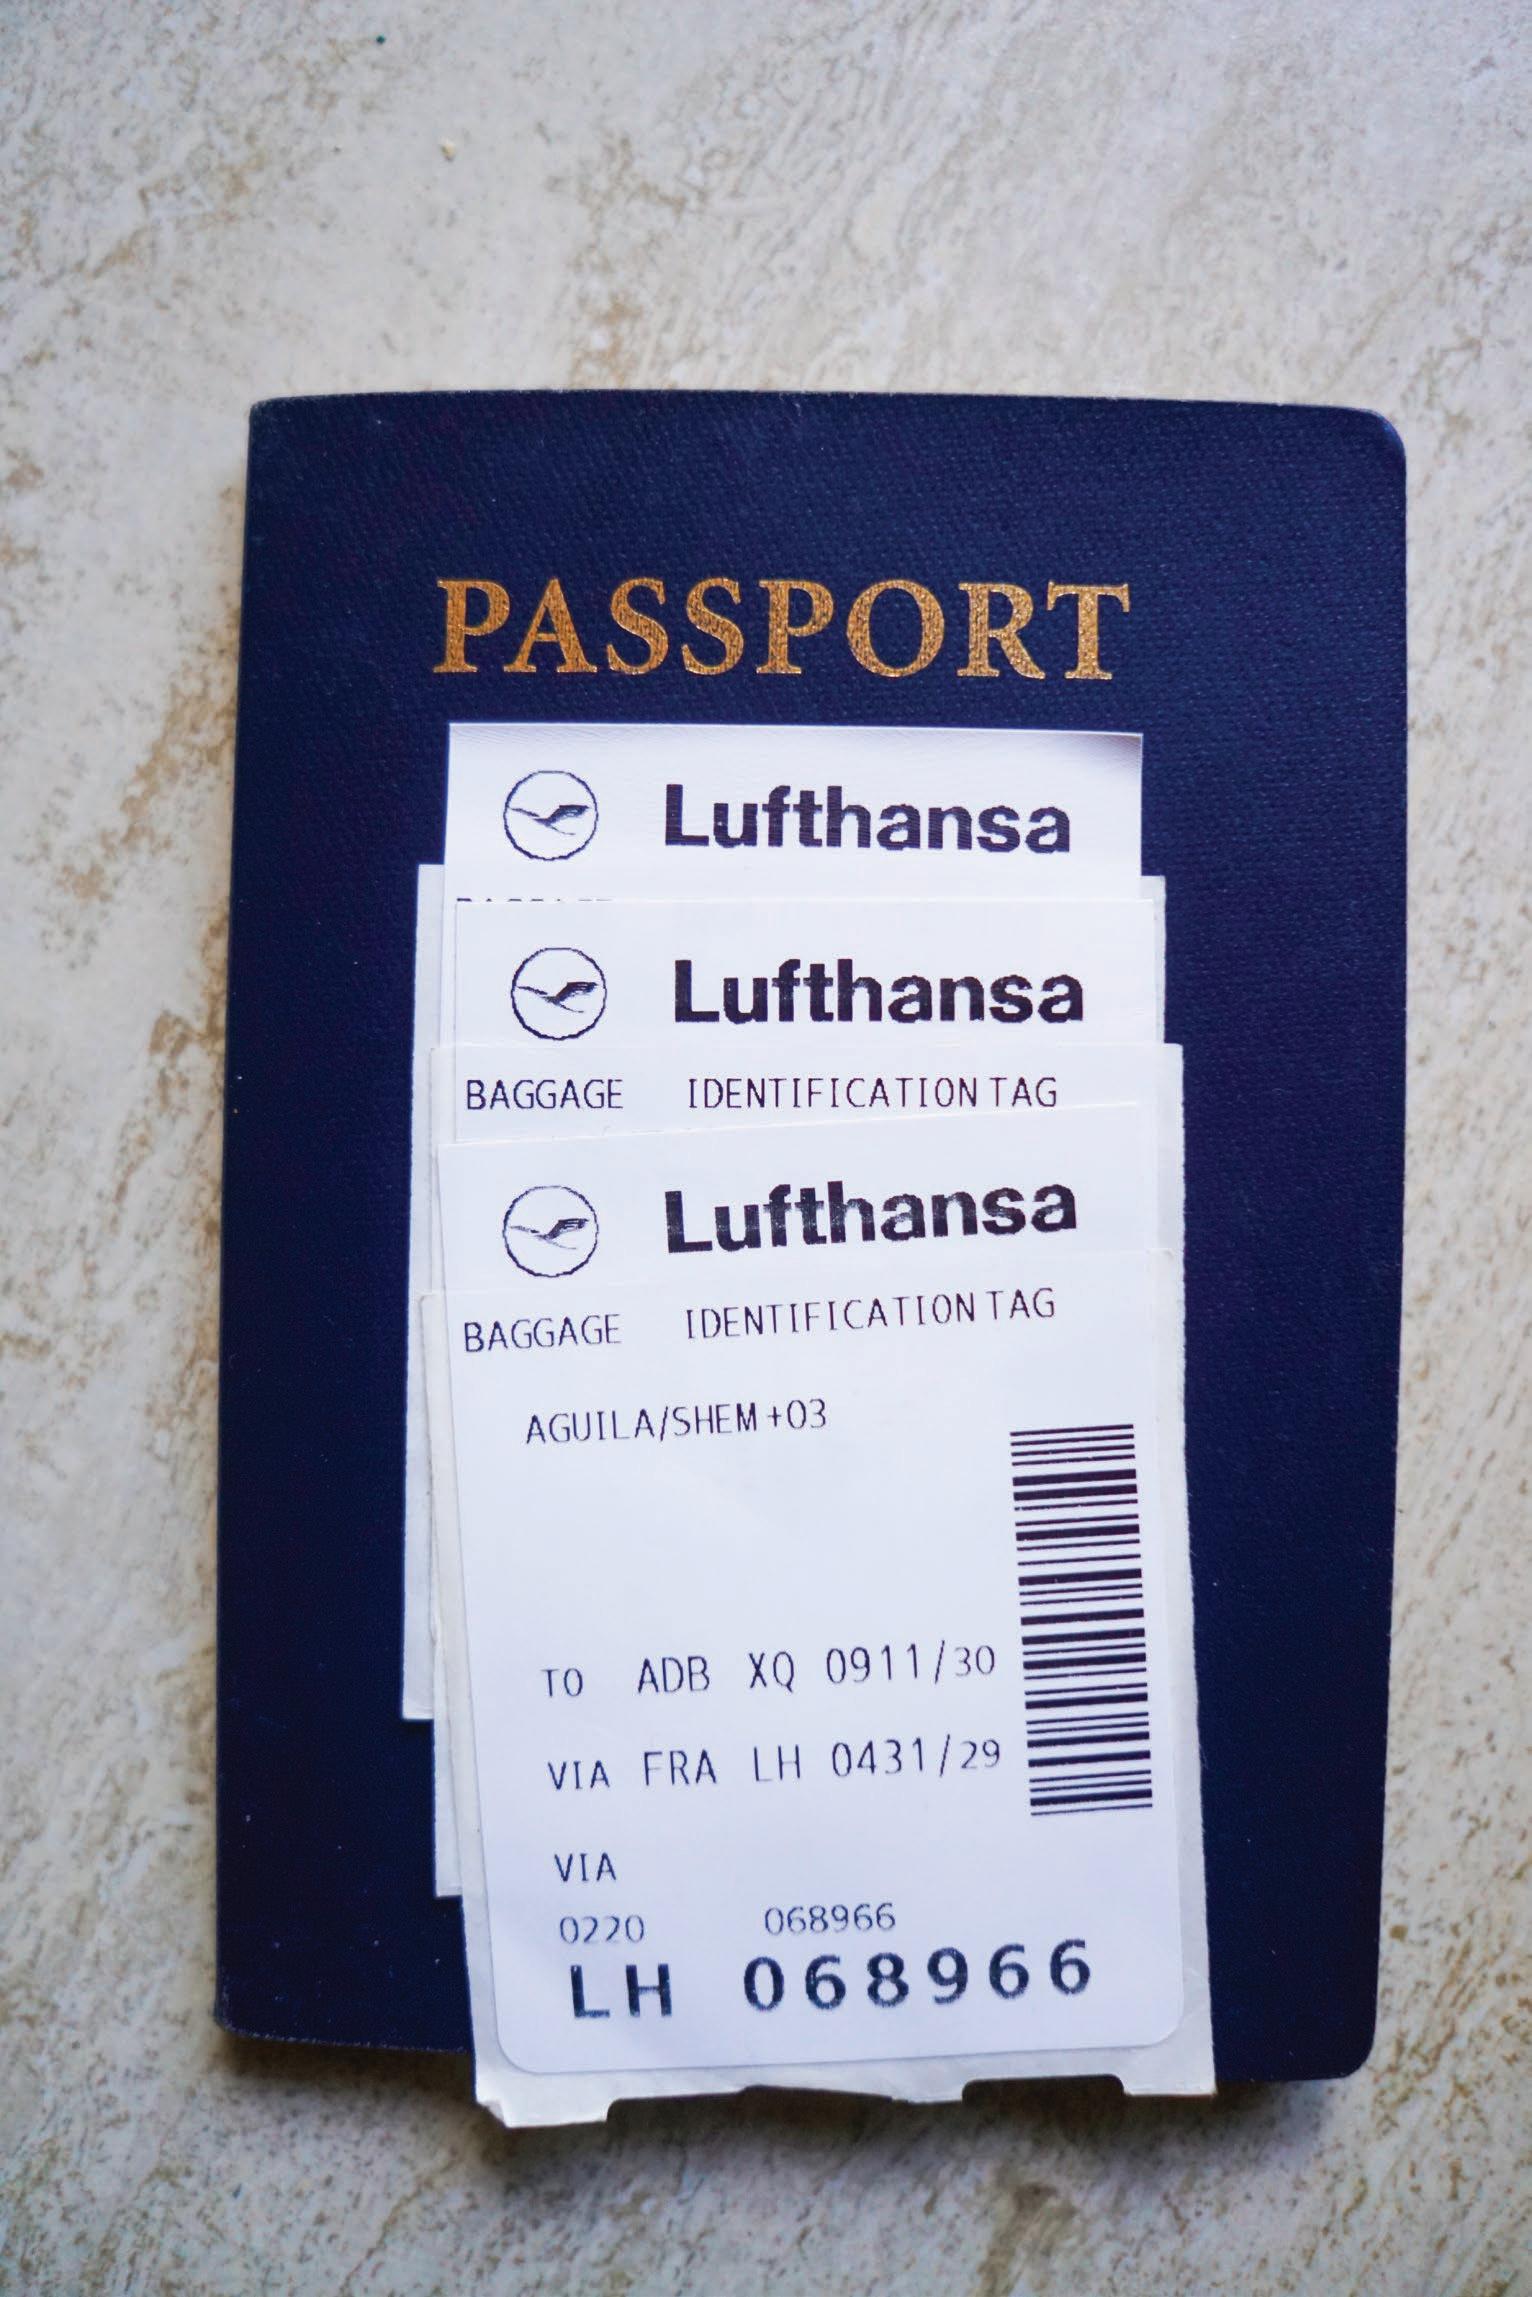 PASSPORT
Lufthansa
Lufthansa
BAGGAGE IDENTIFICATION TAG
Lufthansa
BAGGAGE IDENTIFICATION TAG
AGUILA/SHEM +03
TO ADB XQ 0911/30
VIA FRA LH 0431/29
VIA
0220 068966
LH 068966